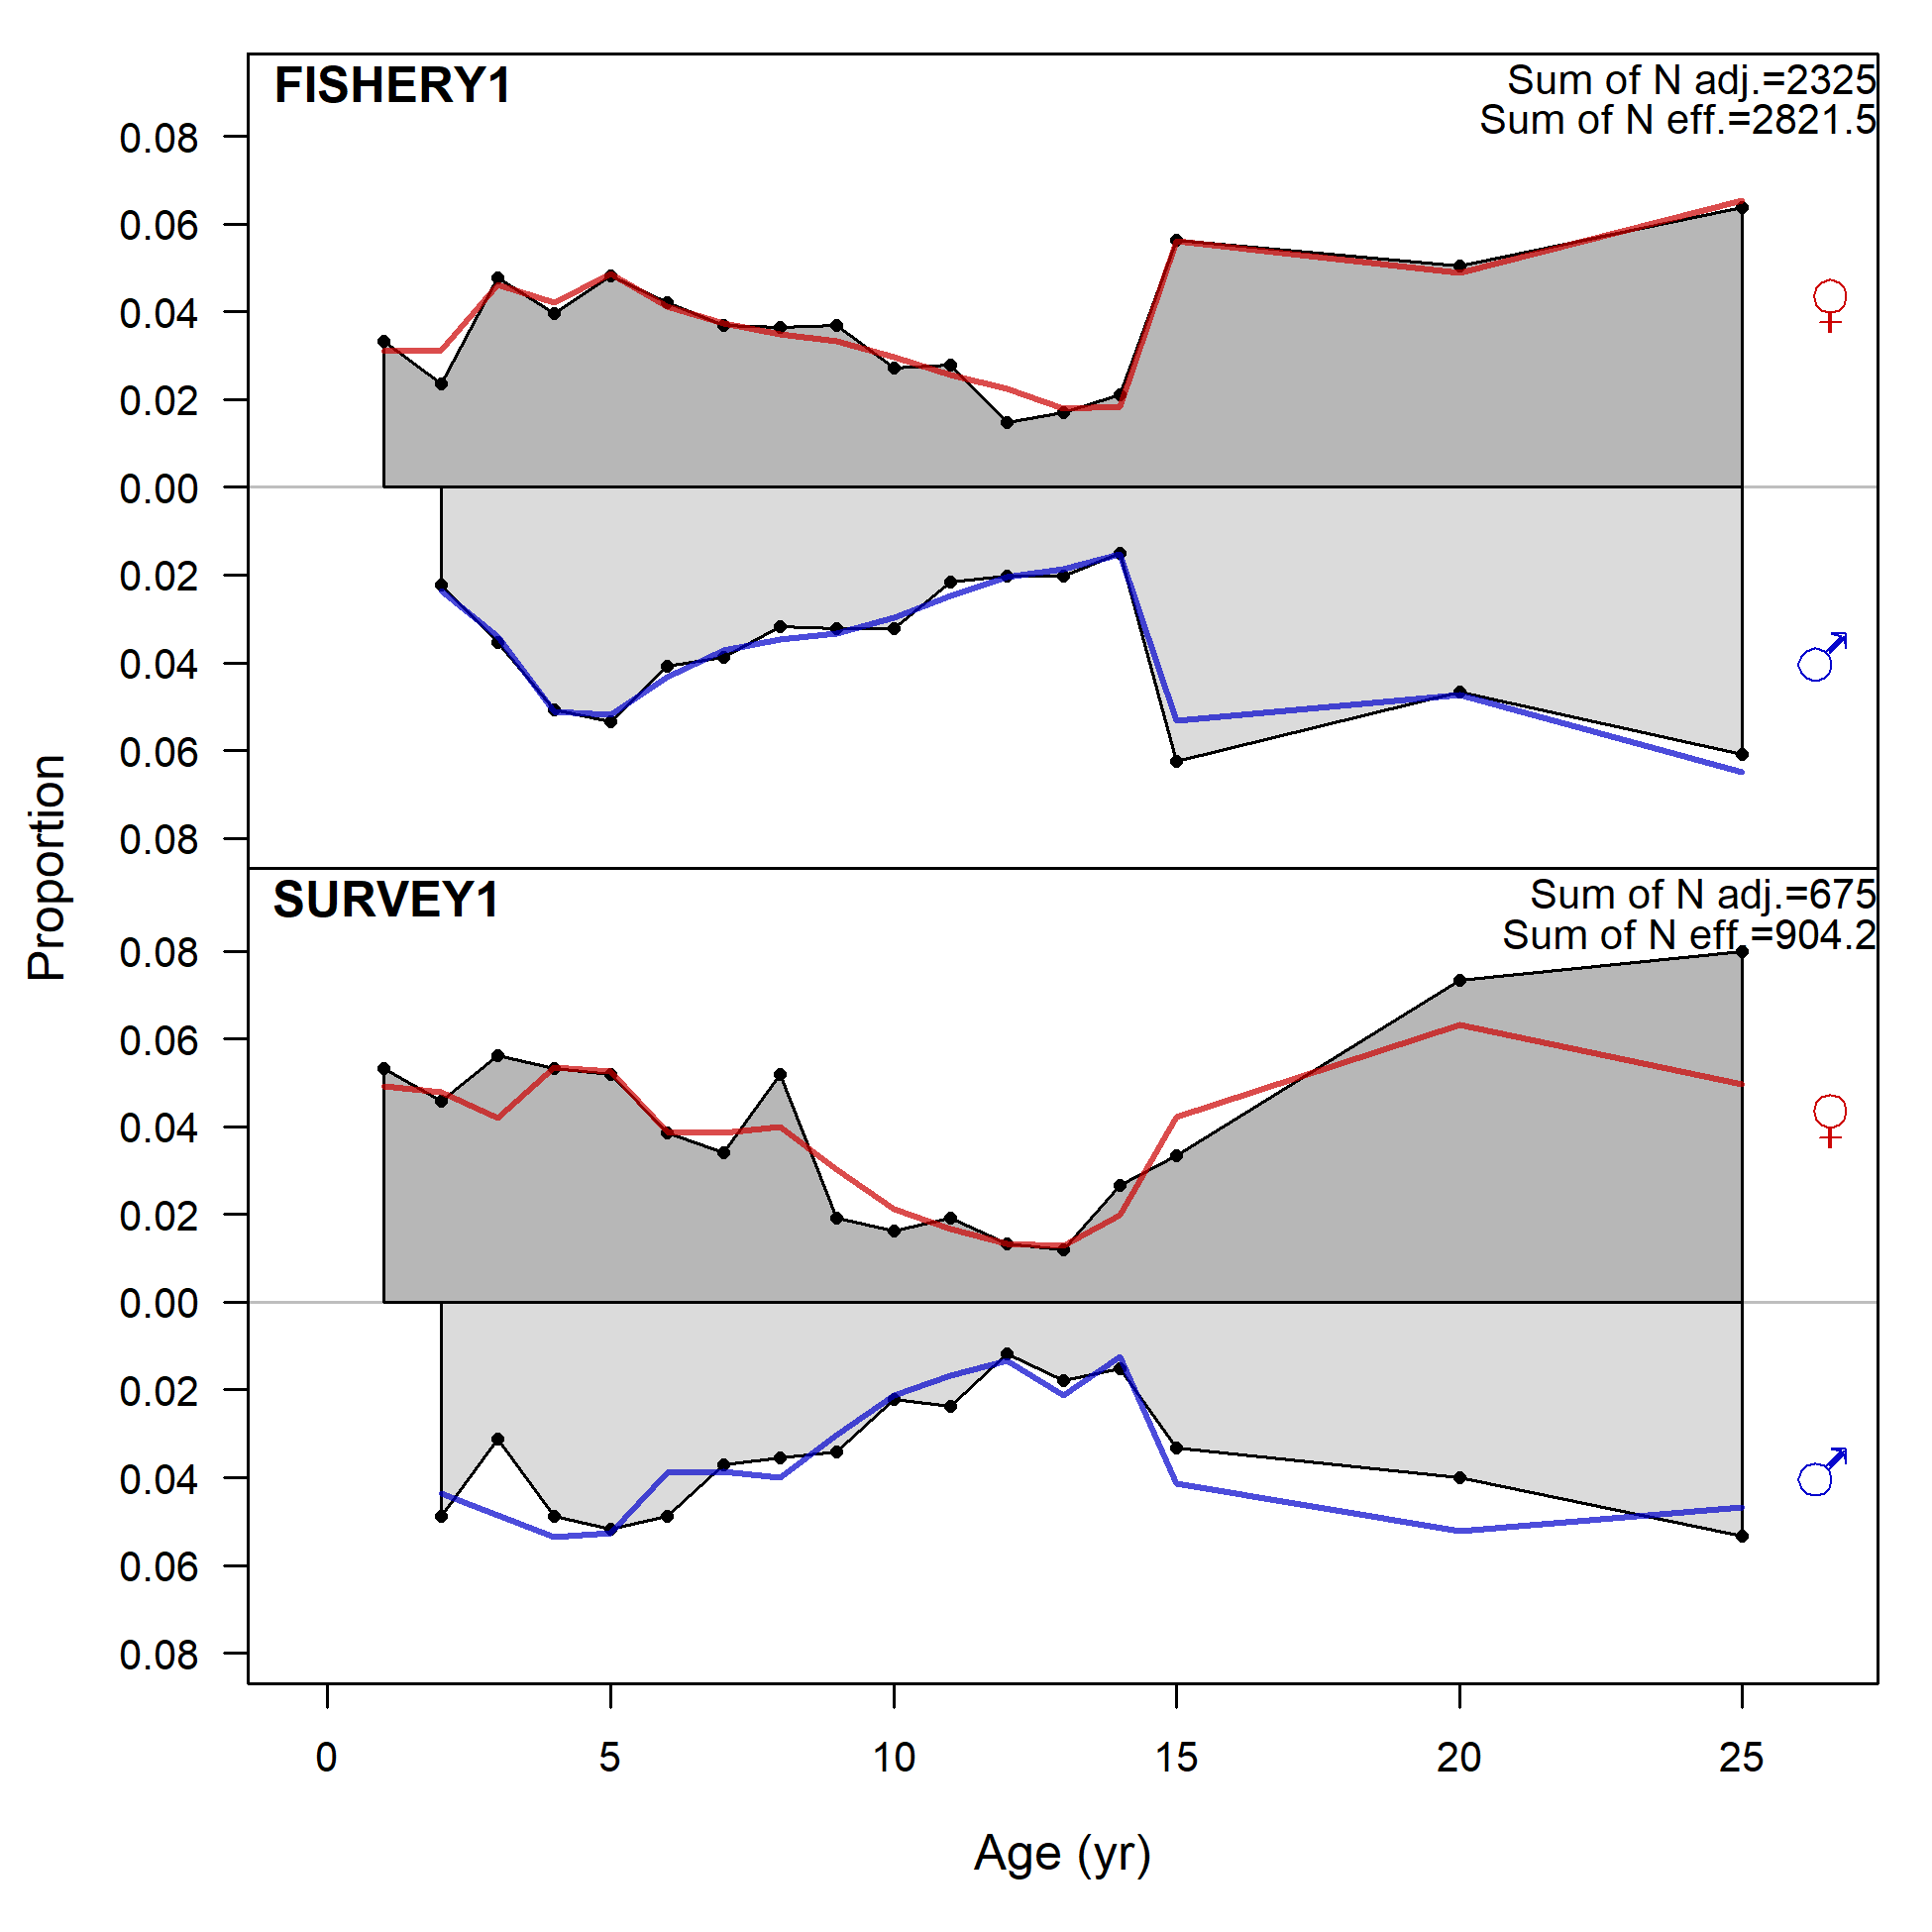 FISHERY1
Sum of N adj.=2325
Sum of N eff.=2821.5
0.08
0.06
0.04
0.02
0.00
0.02
0.04
0.06
0.08
♀
♂
Proportion
SURVEY1
Sum of N adj.=675
Sum of N eff.=904.2
0.08
0.06
0.04
0.02
0.00
0.02
0.04
0.06
0.08
♀
♂
0 5 10 15 20 25
Age (yr)